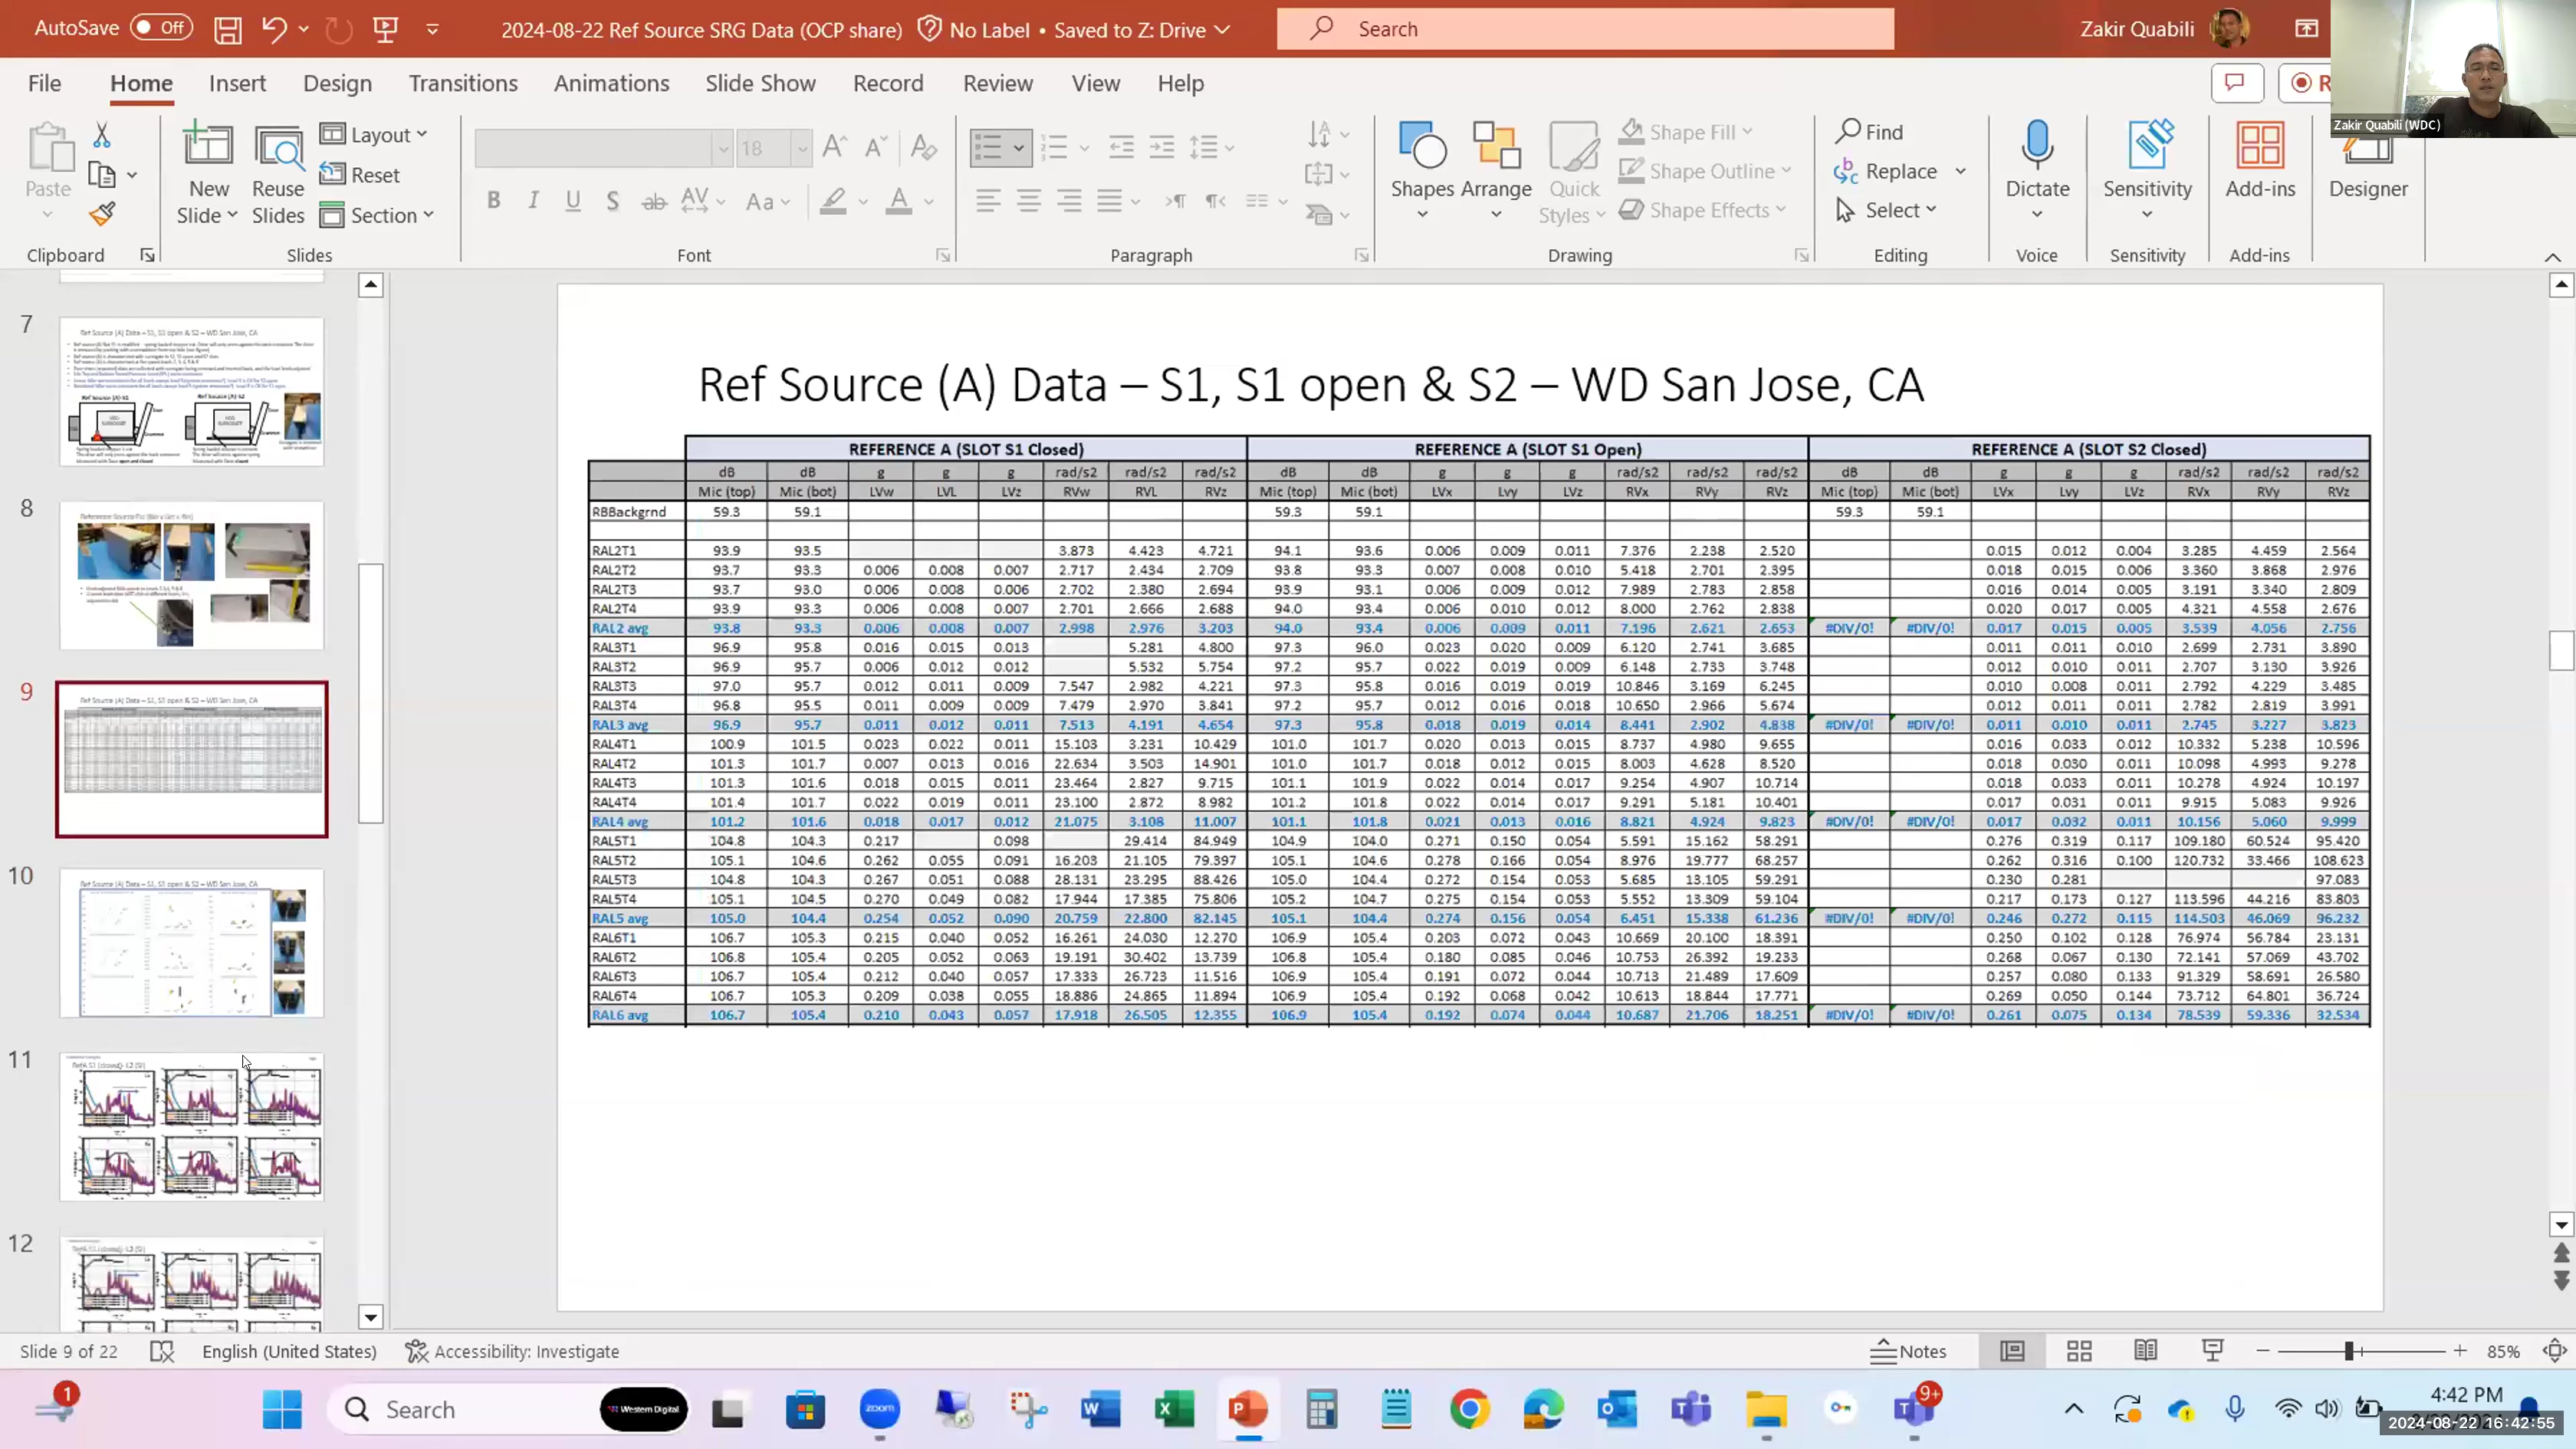 AutoSave Off 2024-08-22 Ref Source SRG Data (OCP share) No Label • Saved to Z: Drive Search Zakir Quabili
File Home Insert Design Transitions Animations Slide Show Record Review View Help
Zakir Quabili (WDC)
Paste New Slide Reuse Slides Layout Reset Section 18
B I U S ab AV Aa A
Shapes Arrange Quick Styles Shape Fill Shape Outline Shape Effects Find Replace Select Dictate Sensitivity Add-ins Designer
Clipboard Slides Font Paragraph Drawing Editing Voice Sensitivity Add-ins
7
Ref Source (A) Data – S1, S1 open & S2 – WD San Jose, CA
8
9
Ref Source (A) Data – S1, S1 open & S2 – WD San Jose, CA
10
Ref Source (A) Data – S1, S1 open & S2 – WD San Jose, CA
11
12
Ref Source (A) Data – S1, S1 open & S2 – WD San Jose, CA
REFERENCE A (SLOT S1 Closed) REFERENCE A (SLOT S1 Open) REFERENCE A (SLOT S2 Closed)
dB dB g g g rad/s2 rad/s2 rad/s2 dB dB g g g rad/s2 rad/s2 rad/s2 dB dB g g g rad/s2 rad/s2 rad/s2
Mic (top) Mic (bot) LVw LVL LVz RVw RVL RVz Mic (top) Mic (bot) LVx Lvy LVz RVx RVy RVz Mic (top) Mic (bot) LVx Lvy LVz RVx RVy RVz
RBBackgrnd 59.3 59.1 59.3 59.1 59.3 59.1
RAL2T1 93.9 93.5 3.873 4.423 4.721 94.1 93.6 0.006 0.009 0.011 7.376 2.238 2.520 0.015 0.012 0.004 3.285 4.459 2.564
RAL2T2 93.7 93.3 0.006 0.008 0.007 2.717 2.434 2.709 93.8 93.3 0.007 0.008 0.010 5.418 2.701 2.395 0.018 0.015 0.006 3.360 3.868 2.976
RAL2T3 93.7 93.0 0.006 0.008 0.006 2.702 2.380 2.694 93.9 93.1 0.006 0.009 0.012 7.989 2.783 2.858 0.016 0.014 0.005 3.191 3.340 2.809
RAL2T4 93.9 93.3 0.006 0.008 0.007 2.701 2.666 2.688 94.0 93.4 0.006 0.010 0.012 8.000 2.762 2.838 0.020 0.017 0.005 4.321 4.558 2.676
RAL2 avg 93.8 93.3 0.006 0.008 0.007 2.998 2.976 3.203 94.0 93.4 0.006 0.009 0.011 7.196 2.621 2.653 #DIV/0! #DIV/0! 0.017 0.015 0.005 3.539 4.056 2.756
RAL3T1 96.9 95.8 0.016 0.015 0.013 5.281 4.800 97.3 96.0 0.023 0.020 0.009 6.120 2.741 3.685 0.011 0.011 0.010 2.699 2.731 3.890
RAL3T2 96.9 95.7 0.006 0.012 0.012 5.532 5.754 97.2 95.7 0.022 0.019 0.009 6.148 2.733 3.748 0.012 0.010 0.011 2.707 3.130 3.926
RAL3T3 97.0 95.7 0.012 0.011 0.009 7.547 2.982 4.221 97.3 95.8 0.016 0.019 0.019 10.846 3.169 6.245 0.010 0.008 0.011 2.792 4.229 3.485
RAL3T4 96.8 95.5 0.011 0.009 0.009 7.479 2.970 3.841 97.2 95.7 0.012 0.016 0.018 10.650 2.966 5.674 0.012 0.011 0.011 2.782 2.819 3.991
RAL3 avg 96.9 95.7 0.011 0.012 0.011 7.513 4.191 4.654 97.3 95.8 0.018 0.019 0.014 8.441 2.902 4.838 #DIV/0! #DIV/0! 0.011 0.010 0.011 2.745 3.227 3.823
RAL4T1 100.9 101.5 0.023 0.022 0.011 15.103 3.231 10.429 101.0 101.7 0.020 0.013 0.015 8.737 4.980 9.655 0.016 0.033 0.012 10.332 5.238 10.596
RAL4T2 101.3 101.7 0.007 0.013 0.016 22.634 3.503 14.901 101.0 101.7 0.018 0.012 0.015 8.003 4.628 8.520 0.018 0.030 0.011 10.098 4.993 9.278
RAL4T3 101.3 101.6 0.018 0.015 0.011 23.464 2.827 9.715 101.1 101.9 0.022 0.014 0.017 9.254 4.907 10.714 0.018 0.033 0.011 10.278 4.924 10.197
RAL4T4 101.4 101.7 0.022 0.019 0.011 23.100 2.872 8.982 101.2 101.8 0.022 0.014 0.017 9.291 5.181 10.401 0.017 0.031 0.011 9.915 5.083 9.926
RAL4 avg 101.2 101.6 0.018 0.017 0.012 21.075 3.108 11.007 101.1 101.8 0.021 0.013 0.016 8.821 4.924 9.823 #DIV/0! #DIV/0! 0.017 0.032 0.011 10.156 5.060 9.999
RAL5T1 104.8 104.3 0.217 0.098 29.414 84.949 104.9 104.0 0.271 0.150 0.054 5.591 15.162 58.291 0.276 0.319 0.117 109.180 60.524 95.420
RAL5T2 105.1 104.6 0.262 0.055 0.091 16.203 21.105 79.397 105.1 104.6 0.278 0.166 0.054 8.976 19.777 68.257 0.262 0.316 0.100 120.732 33.466 108.623
RAL5T3 104.8 104.3 0.267 0.051 0.088 28.131 23.295 88.426 105.0 104.4 0.272 0.154 0.053 5.685 13.105 59.291 0.230 0.281 97.083
RAL5T4 105.1 104.5 0.270 0.049 0.082 17.944 17.385 75.806 105.2 104.7 0.275 0.154 0.053 5.552 13.309 59.104 0.217 0.173 0.127 113.596 44.216 83.803
RAL5 avg 105.0 104.4 0.254 0.052 0.090 20.759 22.800 82.145 105.1 104.4 0.274 0.156 0.054 6.451 15.338 61.236 #DIV/0! #DIV/0! 0.246 0.272 0.115 114.503 46.069 96.232
RAL6T1 106.7 105.3 0.215 0.040 0.052 16.261 24.030 12.270 106.9 105.4 0.203 0.072 0.043 10.669 20.100 18.391 0.250 0.102 0.128 76.974 56.784 23.131
RAL6T2 106.8 105.4 0.205 0.052 0.063 19.191 30.402 13.739 106.8 105.4 0.180 0.085 0.046 10.753 26.392 19.233 0.268 0.067 0.130 72.141 57.069 43.702
RAL6T3 106.7 105.4 0.212 0.040 0.057 17.333 26.723 11.516 106.9 105.4 0.191 0.072 0.044 10.713 21.489 17.609 0.257 0.080 0.133 91.329 58.691 26.580
RAL6T4 106.7 105.3 0.209 0.038 0.055 18.886 24.865 11.894 106.9 105.4 0.192 0.068 0.042 10.613 18.844 17.771 0.269 0.050 0.144 73.712 64.801 36.724
RAL6 avg 106.7 105.4 0.210 0.043 0.057 17.918 26.505 12.355 106.9 105.4 0.192 0.074 0.044 10.687 21.706 18.251 #DIV/0! #DIV/0! 0.261 0.075 0.134 78.539 59.336 32.534
Slide 9 of 22 English (United States) Accessibility: Investigate Notes 85%
1 Search Western Digital zoom 9+ 4:42 PM
2024-08-22 16:42:55